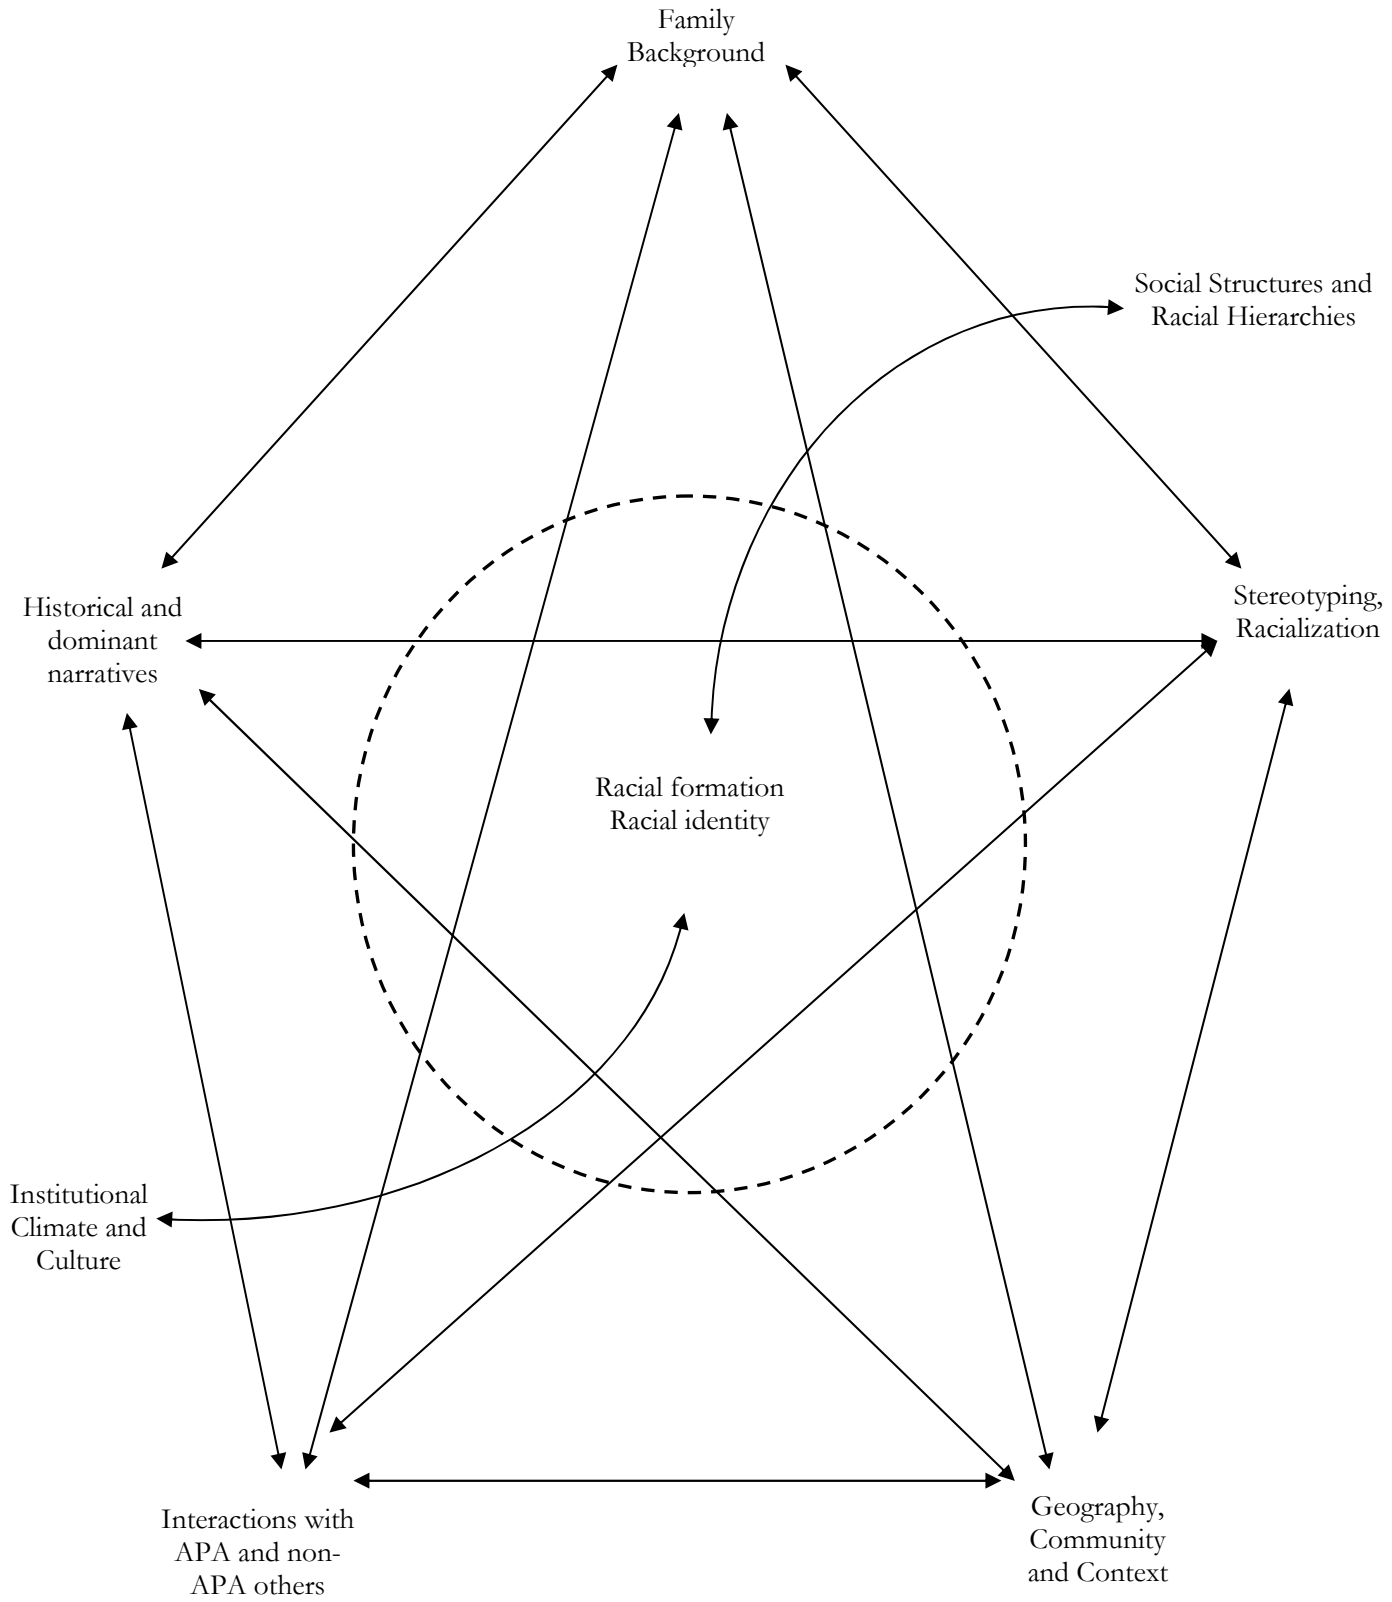 Family
Background
Social Structures and
Racial Hierarchies
Historical and
dominant
narratives
Stereotyping,
Racialization
Racial formation
Racial identity
Institutional
Climate and
Culture
Interactions with
APA and non-
APA others
Geography,
Community
and Context